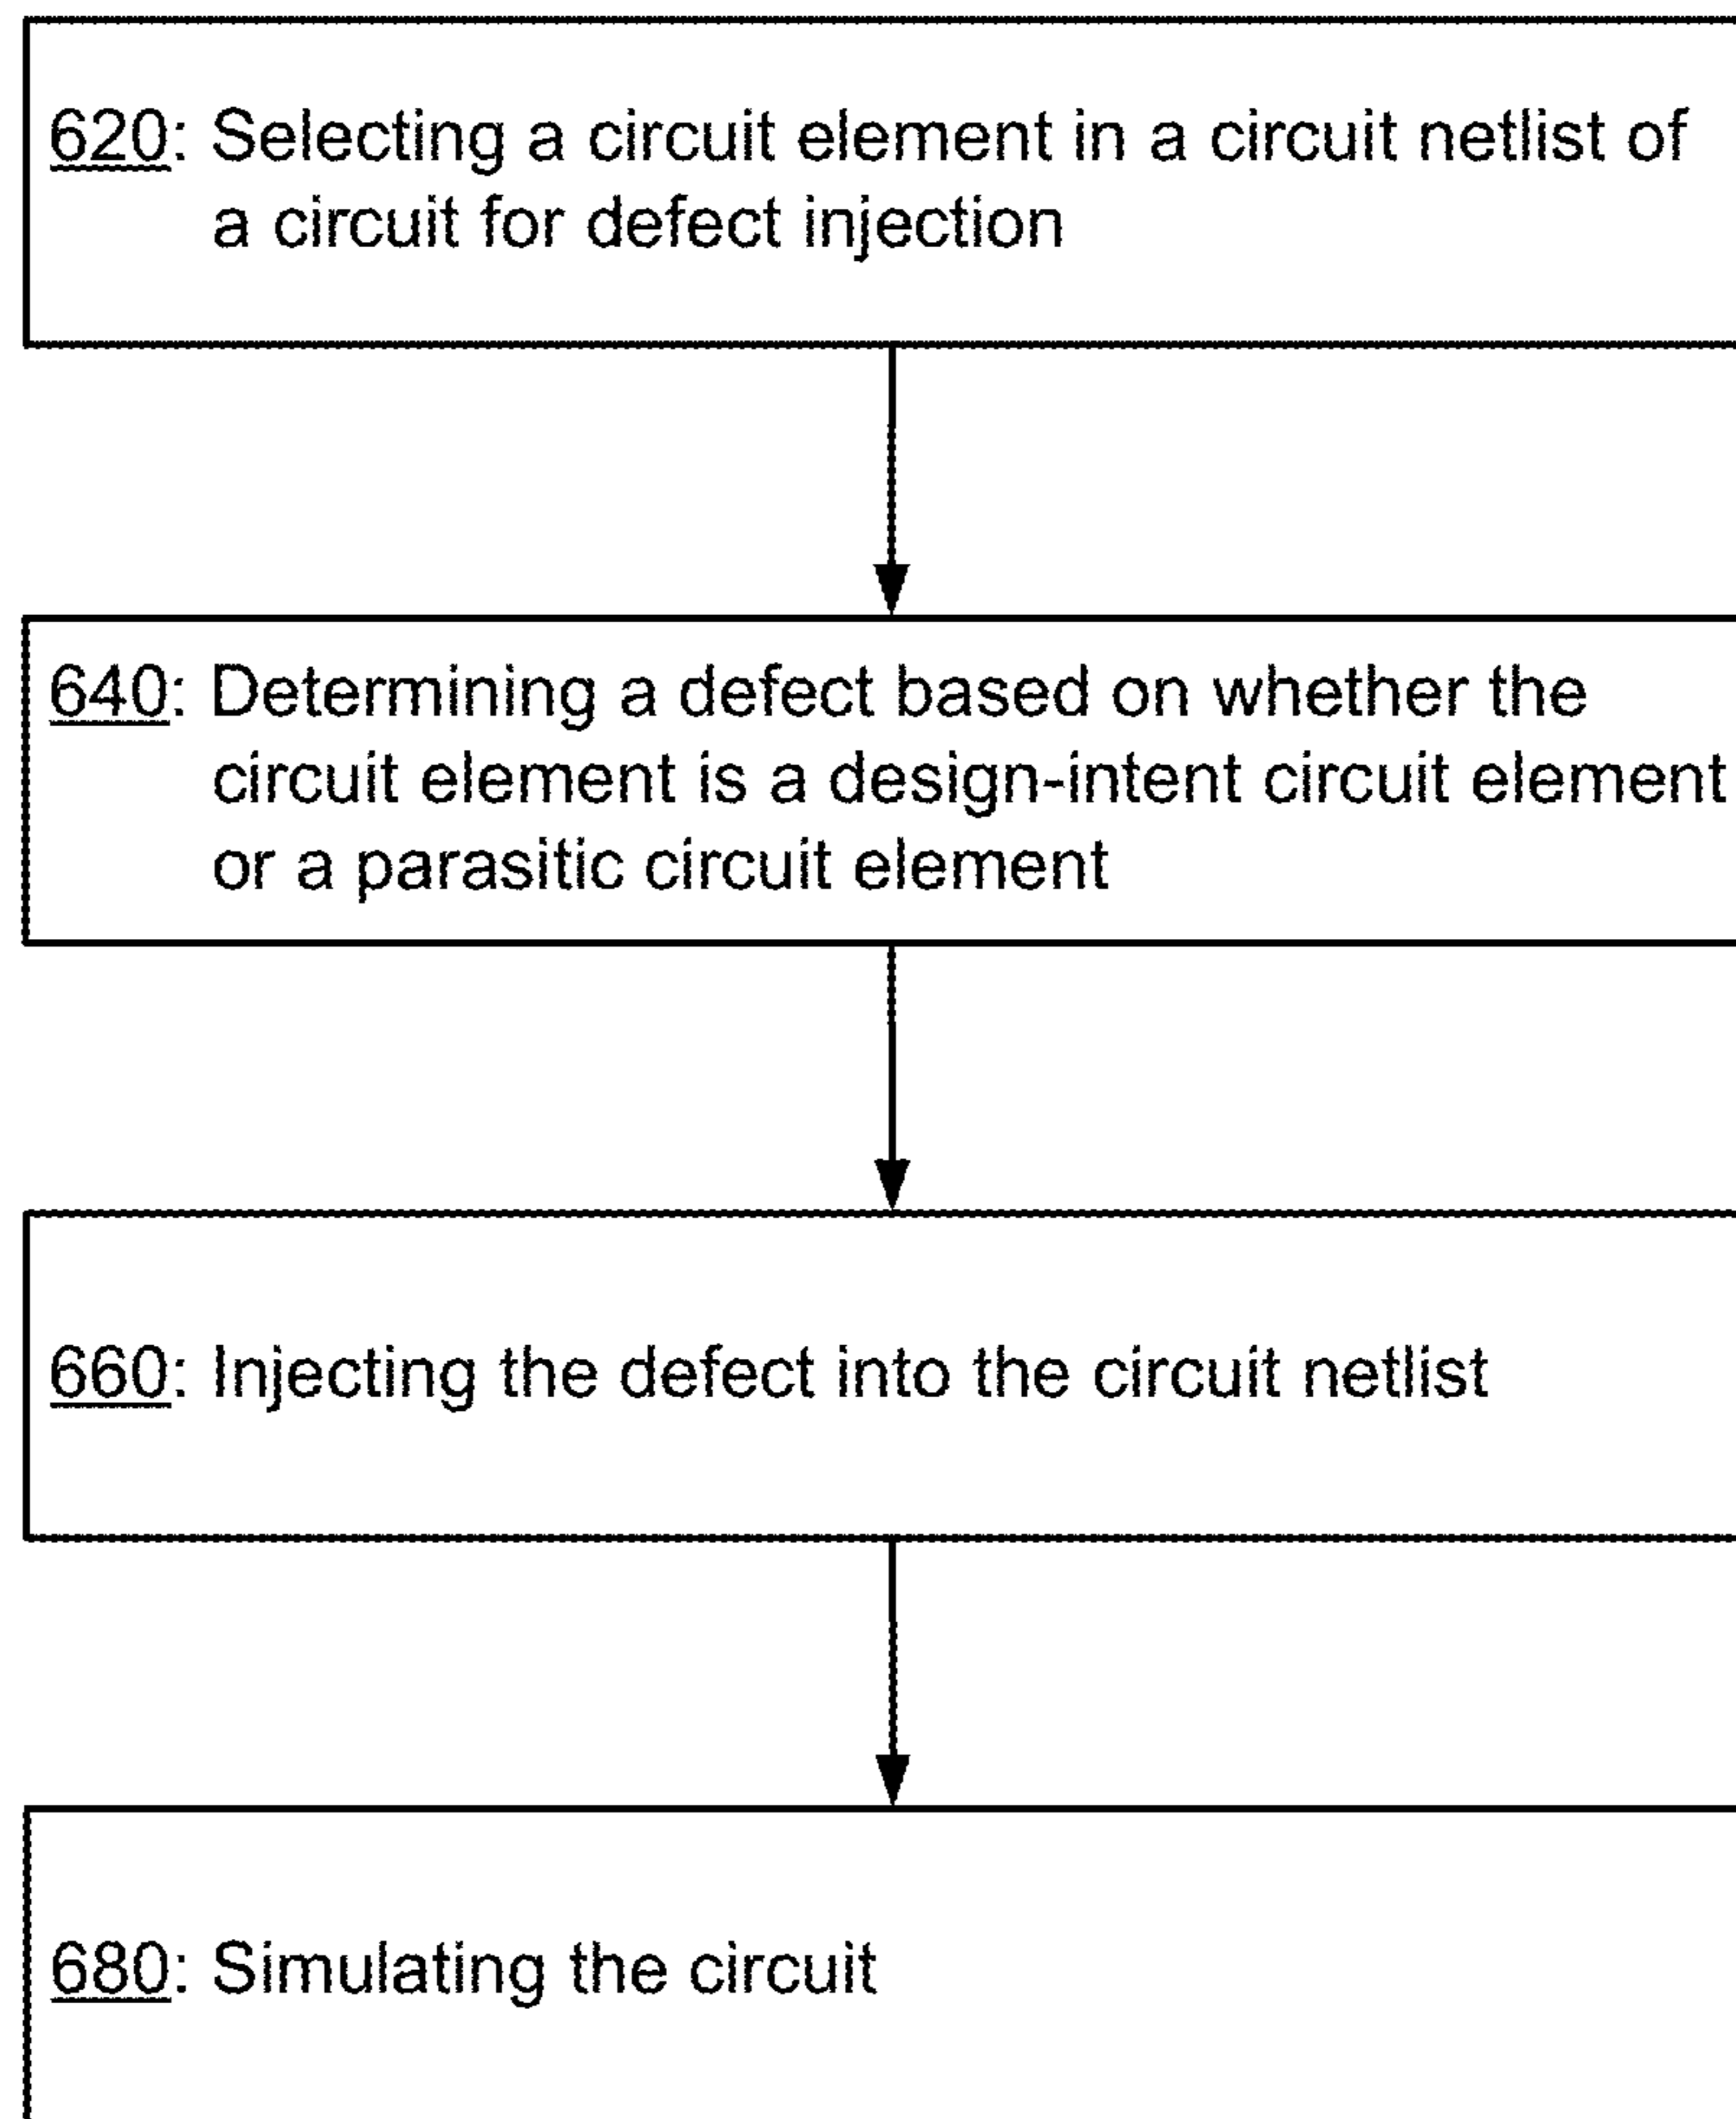 620: Selecting a circuit element in a circuit netlist of
a circuit for defect injection
640: Determining a defect based on whether the
circuit element is a design-intent circuit element
or a parasitic circuit element
660: Injecting the defect into the circuit netlist
680: Simulating the circuit